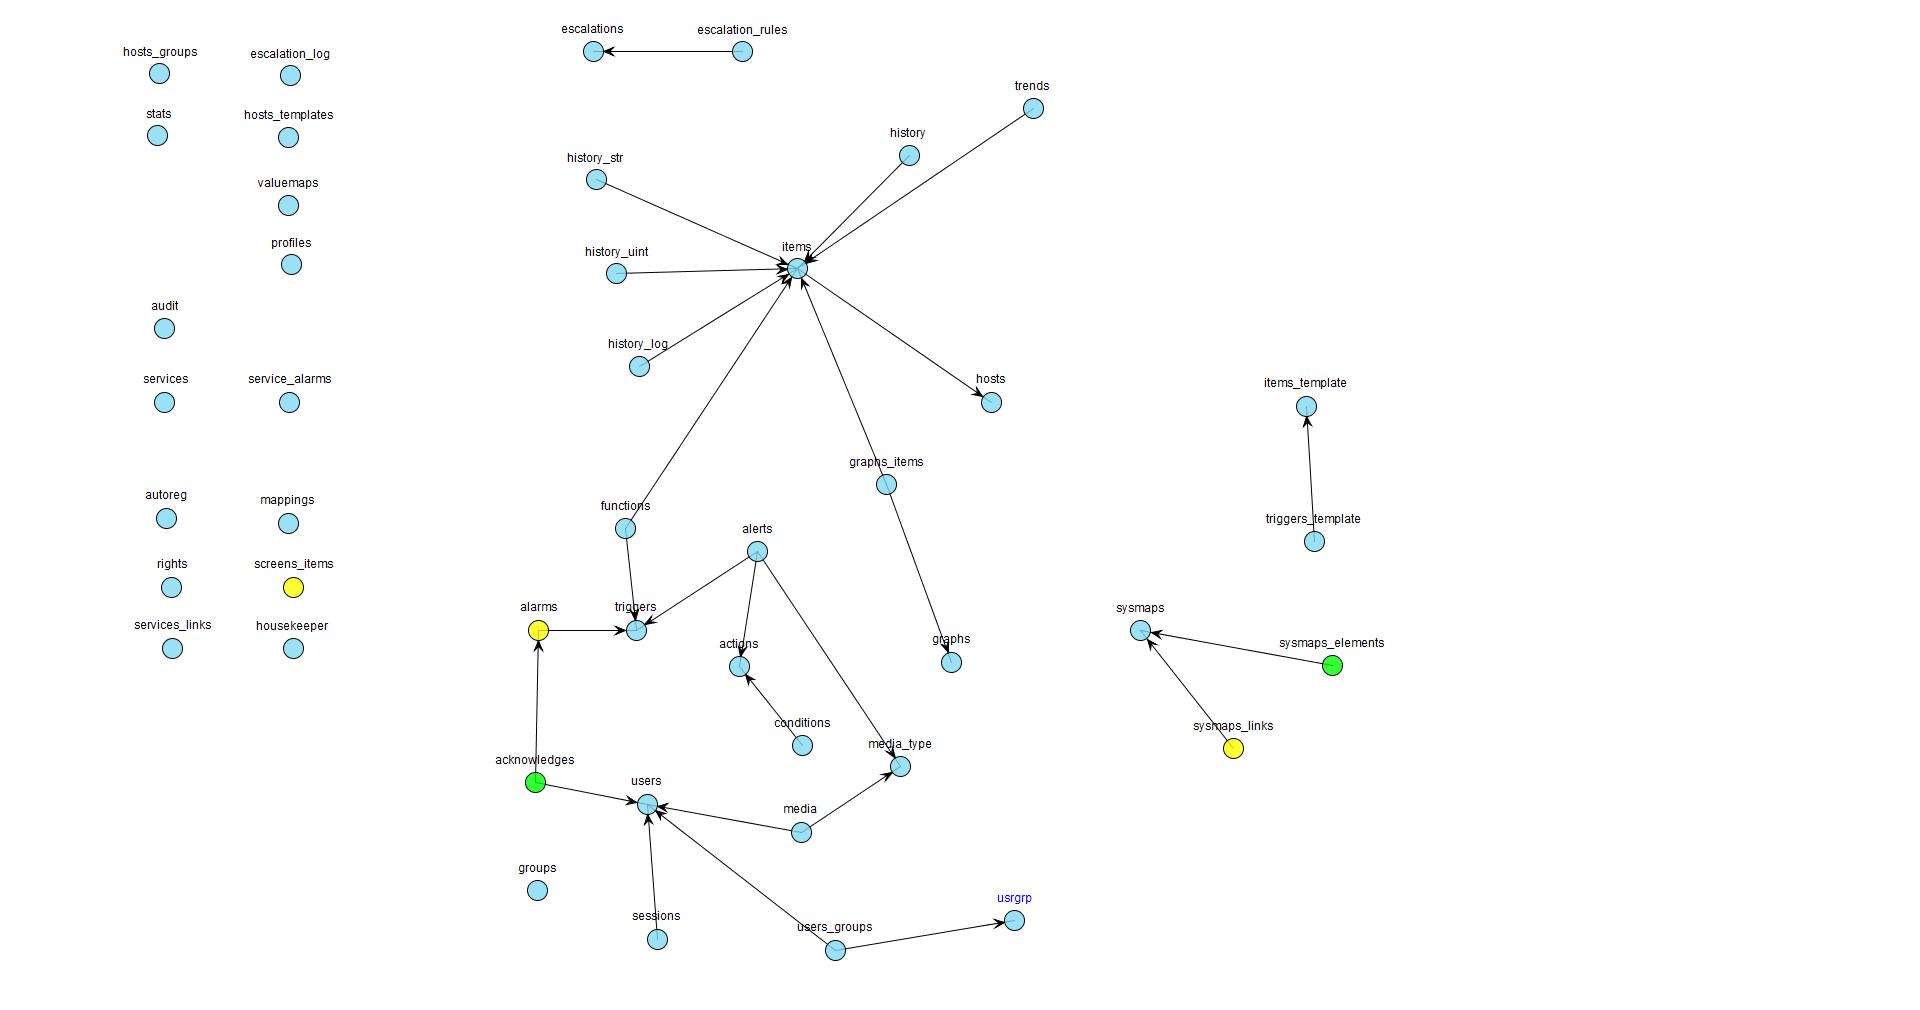 hosts_groups
escalation_log
stats
hosts_templates
valuemaps
profiles
audit
services
service_alarms
autoreg
mappings
rights
screens_items
services_links
housekeeper
escalations
escalation_rules
trends
history
history_str
items
history_uint
history_log
hosts
graphs_items
functions
alerts
alarms
triggers
actions
graphs
conditions
media_type
acknowledges
users
media
groups
sessions
users_groups
usrgrp
items_template
triggers_template
sysmaps
sysmaps_elements
sysmaps_links